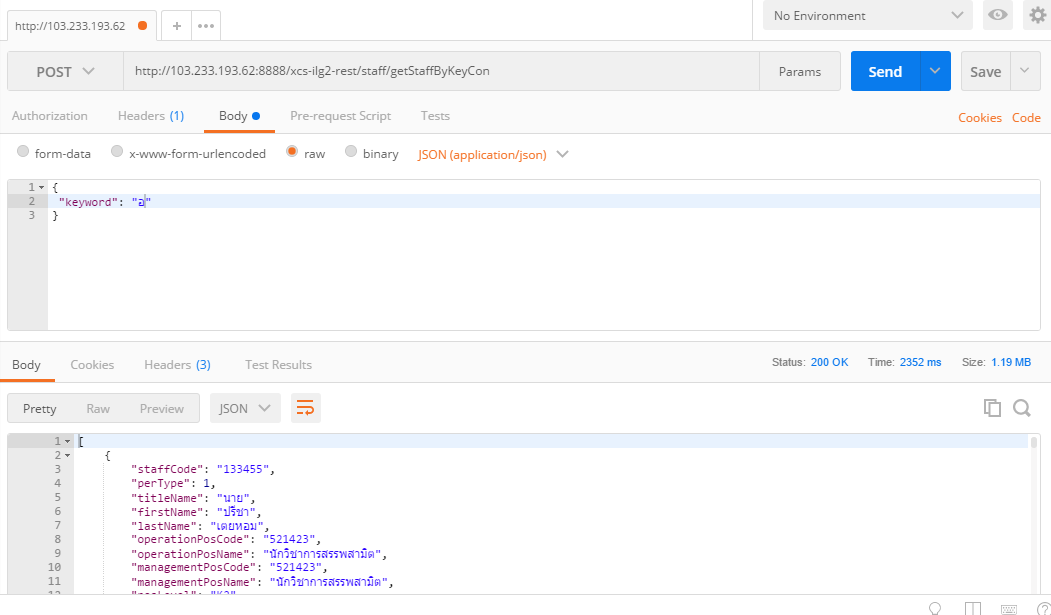 http://103.233.193.62
No Environment
POST
http://103.233.193.62:8888/xcs-ilg2-rest/staff/getStaffByKeyCon
Params
Send
Save
Authorization
Headers (1)
Body
Pre-request Script
Tests
Cookies
Code
form-data
x-www-form-urlencoded
raw
binary
JSON (application/json)
1 {
2 "keyword": "อ"
3 }
Body
Cookies
Headers (3)
Test Results
Status: 200 OK
Time: 2352 ms
Size: 1.19 MB
Pretty
Raw
Preview
JSON
1 [
2 {
3 "staffCode": "133455",
4 "perType": 1,
5 "titleName": "นาย",
6 "firstName": "ปรีชา",
7 "lastName": "เตยหอม",
8 "operationPosCode": "521423",
9 "operationPosName": "นักวิชาการสรรพสามิต",
10 "managementPosCode": "521423",
11 "managementPosName": "นักวิชาการสรรพสามิต",